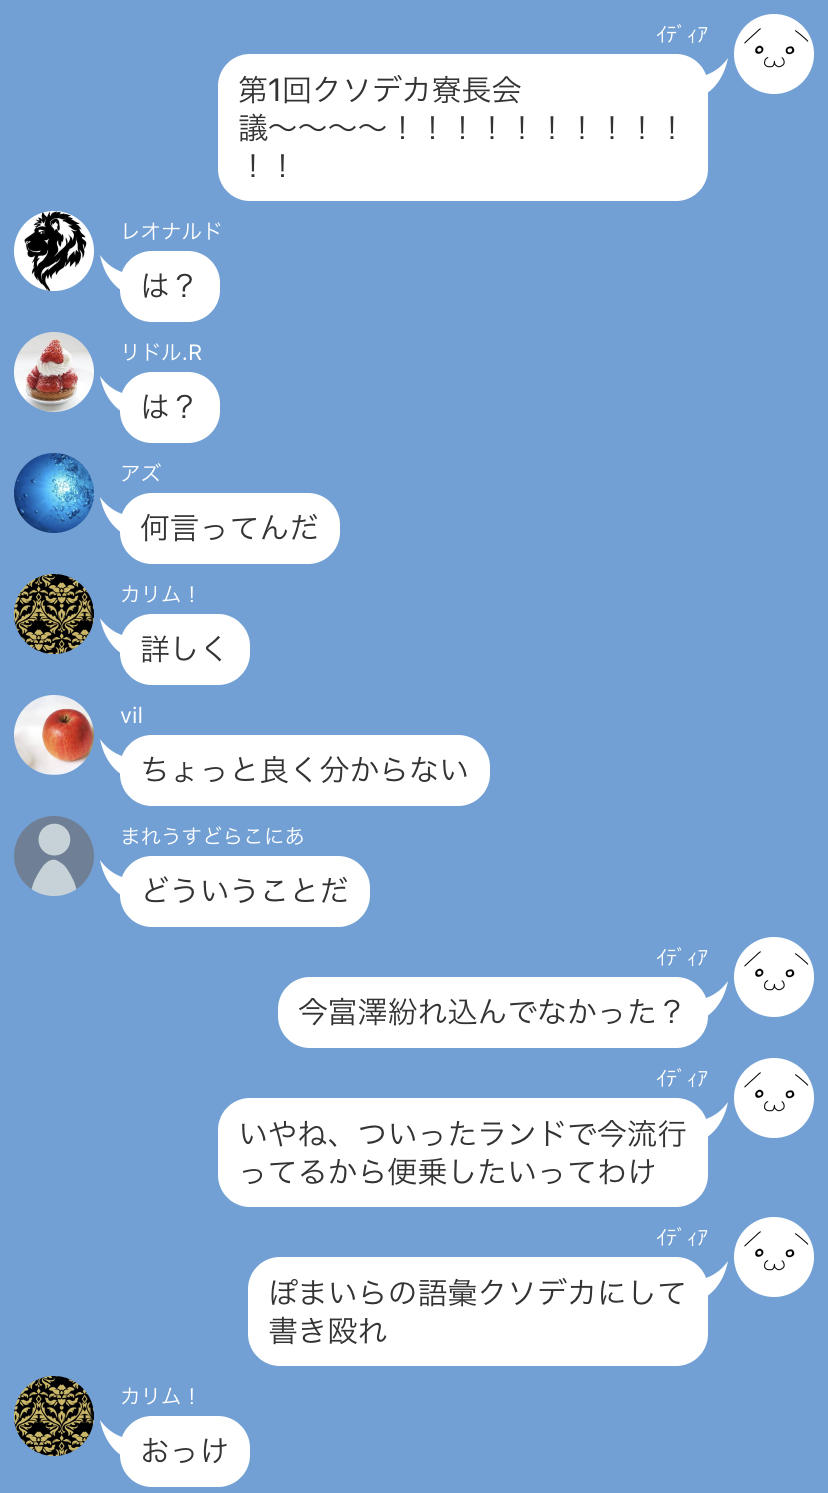 ｲﾃﾞｨｱ
第1回クソデカ寮長会
議〜〜〜〜！！！！！！！！！！
！！
レオナルド
は？
リドル.R
は？
アズ
何言ってんだ
カリム！
詳しく
vil
ちょっと良く分からない
まれうすどらこにあ
どういうことだ
ｲﾃﾞｨｱ
今富澤紛れ込んでなかった？
ｲﾃﾞｨｱ
いやね、ついったランドで今流行
ってるから便乗したいってわけ
ｲﾃﾞｨｱ
ぽまいらの語彙クソデカにして
書き殴れ
カリム！
おっけ